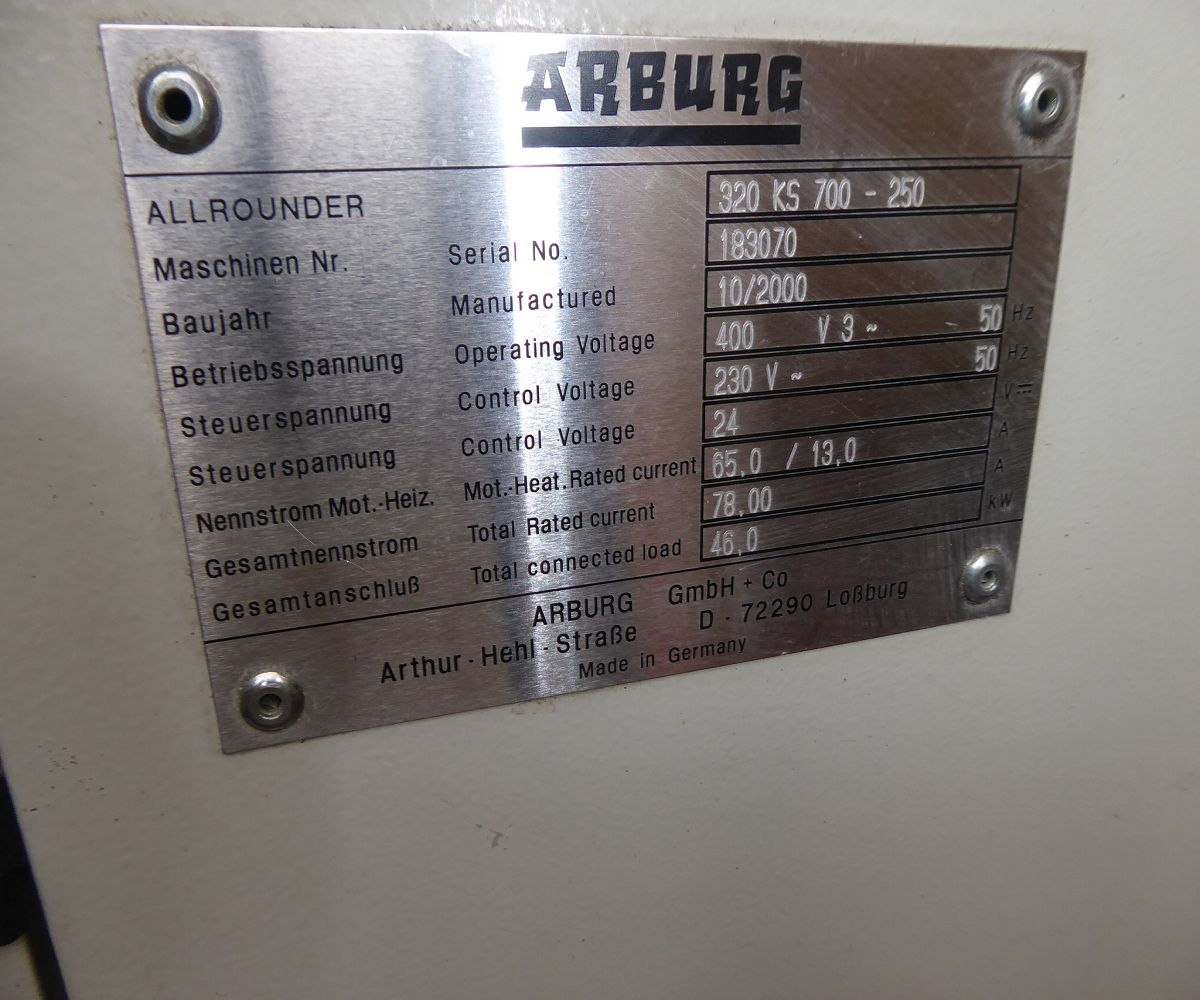 ARBURG
ALLROUNDER 320 KS 700 - 250
Maschinen Nr. Serial No. 183070
Baujahr Manufactured 10/2000
Betriebsspannung Operating Voltage 400 V 3 ~ 50 Hz
Steuerspannung Control Voltage 230 V ~ 50 Hz
Steuerspannung Control Voltage 24 V ⎓
Nennstrom Mot.-Heiz. Mot.-Heat.Rated current 65,0 / 13,0 A
Gesamtnennstrom Total Rated current 78,00 A
Gesamtanschluß Total connected load 46,0 kW
ARBURG GmbH + Co
Arthur - Hehl - Straße D - 72290 Loßburg
Made in Germany